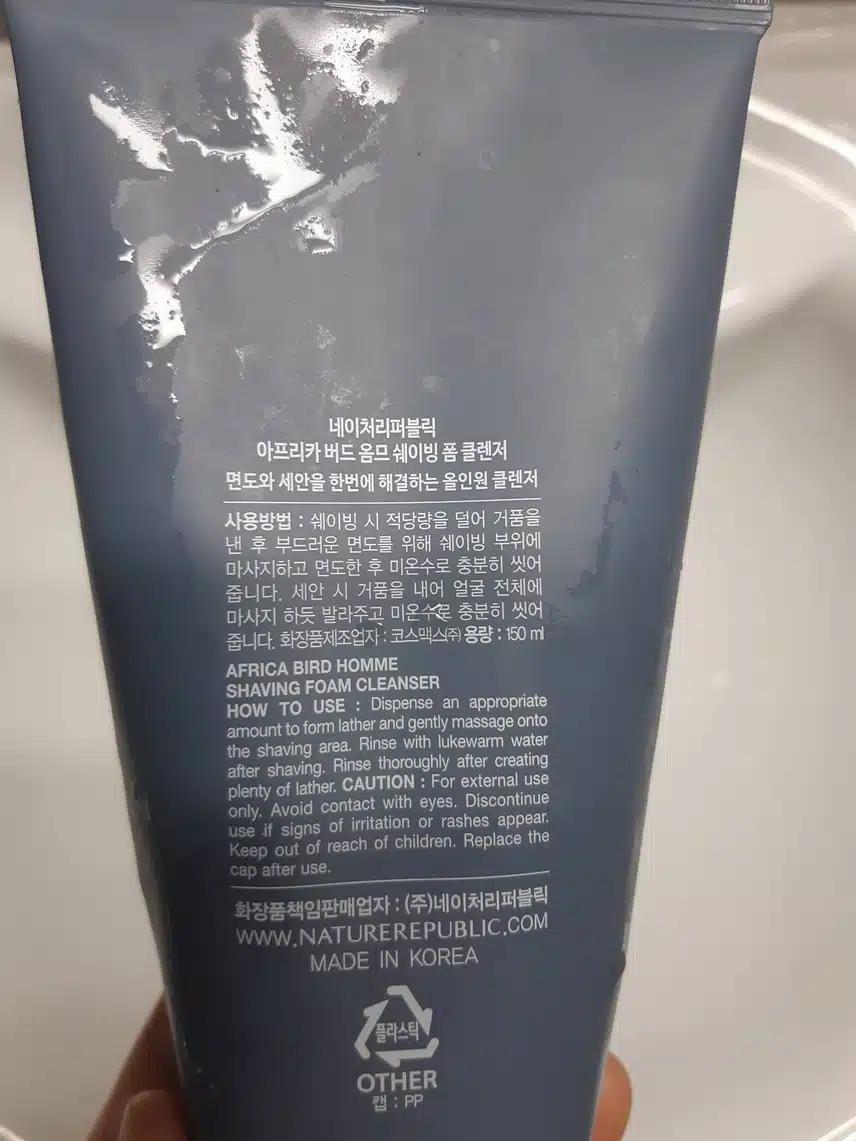 네이처리퍼블릭
아프리카 버드 옴므 쉐이빙 폼 클렌저
면도와 세안을 한번에 해결하는 올인원 클렌저
사용방법 : 쉐이빙 시 적당량을 덜어 거품을
낸 후 부드러운 면도를 위해 쉐이빙 부위에
마사지하고 면도한 후 미온수로 충분히 씻어
줍니다. 세안 시 거품을 내어 얼굴 전체에
마사지 하듯 발라주고 미온수로 충분히 씻어
줍니다. 화장품제조업자 : 코스맥스㈜ 용량 : 150 ml
AFRICA BIRD HOMME
SHAVING FOAM CLEANSER
HOW TO USE : Dispense an appropriate
amount to form lather and gently massage onto
the shaving area. Rinse with lukewarm water
after shaving. Rinse thoroughly after creating
plenty of lather. CAUTION : For external use
only. Avoid contact with eyes. Discontinue
use if signs of irritation or rashes appear.
Keep out of reach of children. Replace the
cap after use.
화장품책임판매업자 : (주)네이처리퍼블릭
WWW.NATUREREPUBLIC.COM
MADE IN KOREA
플라스틱
OTHER
캡 : PP